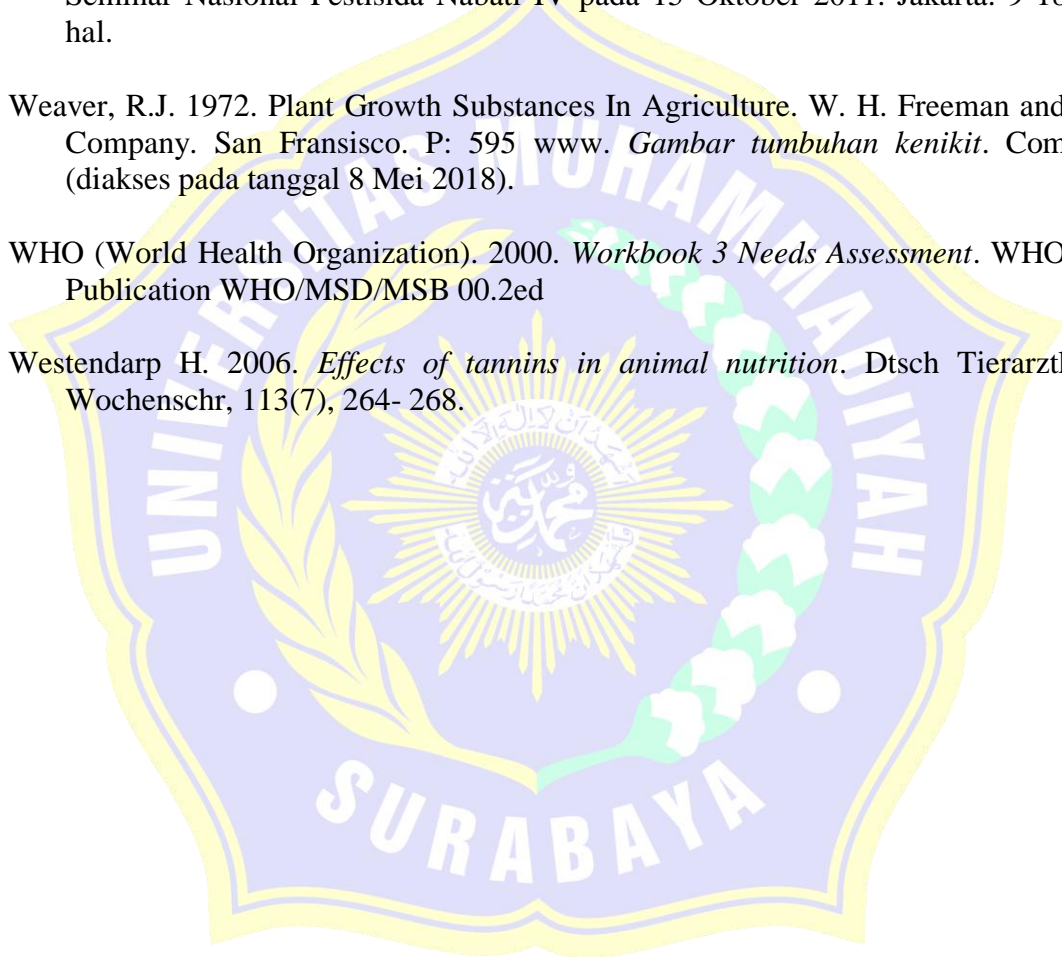 hal.
Weaver, R.J. 1972. Plant Growth Substances In Agriculture. W. H. Freeman and
Company. San Fransisco. P: 595 www. Gambar tumbuhan kenikit. Com
(diakses pada tanggal 8 Mei 2018).
WHO (World Health Organization). 2000. Workbook 3 Needs Assessment. WHO
Publication WHO/MSD/MSB 00.2ed
Westendarp H. 2006. Effects of tannins in animal nutrition. Dtsch Tierarztl
Wochenschr, 113(7), 264- 268.
UNIVERSITAS MUHAMMADIYAH
SURABAYA